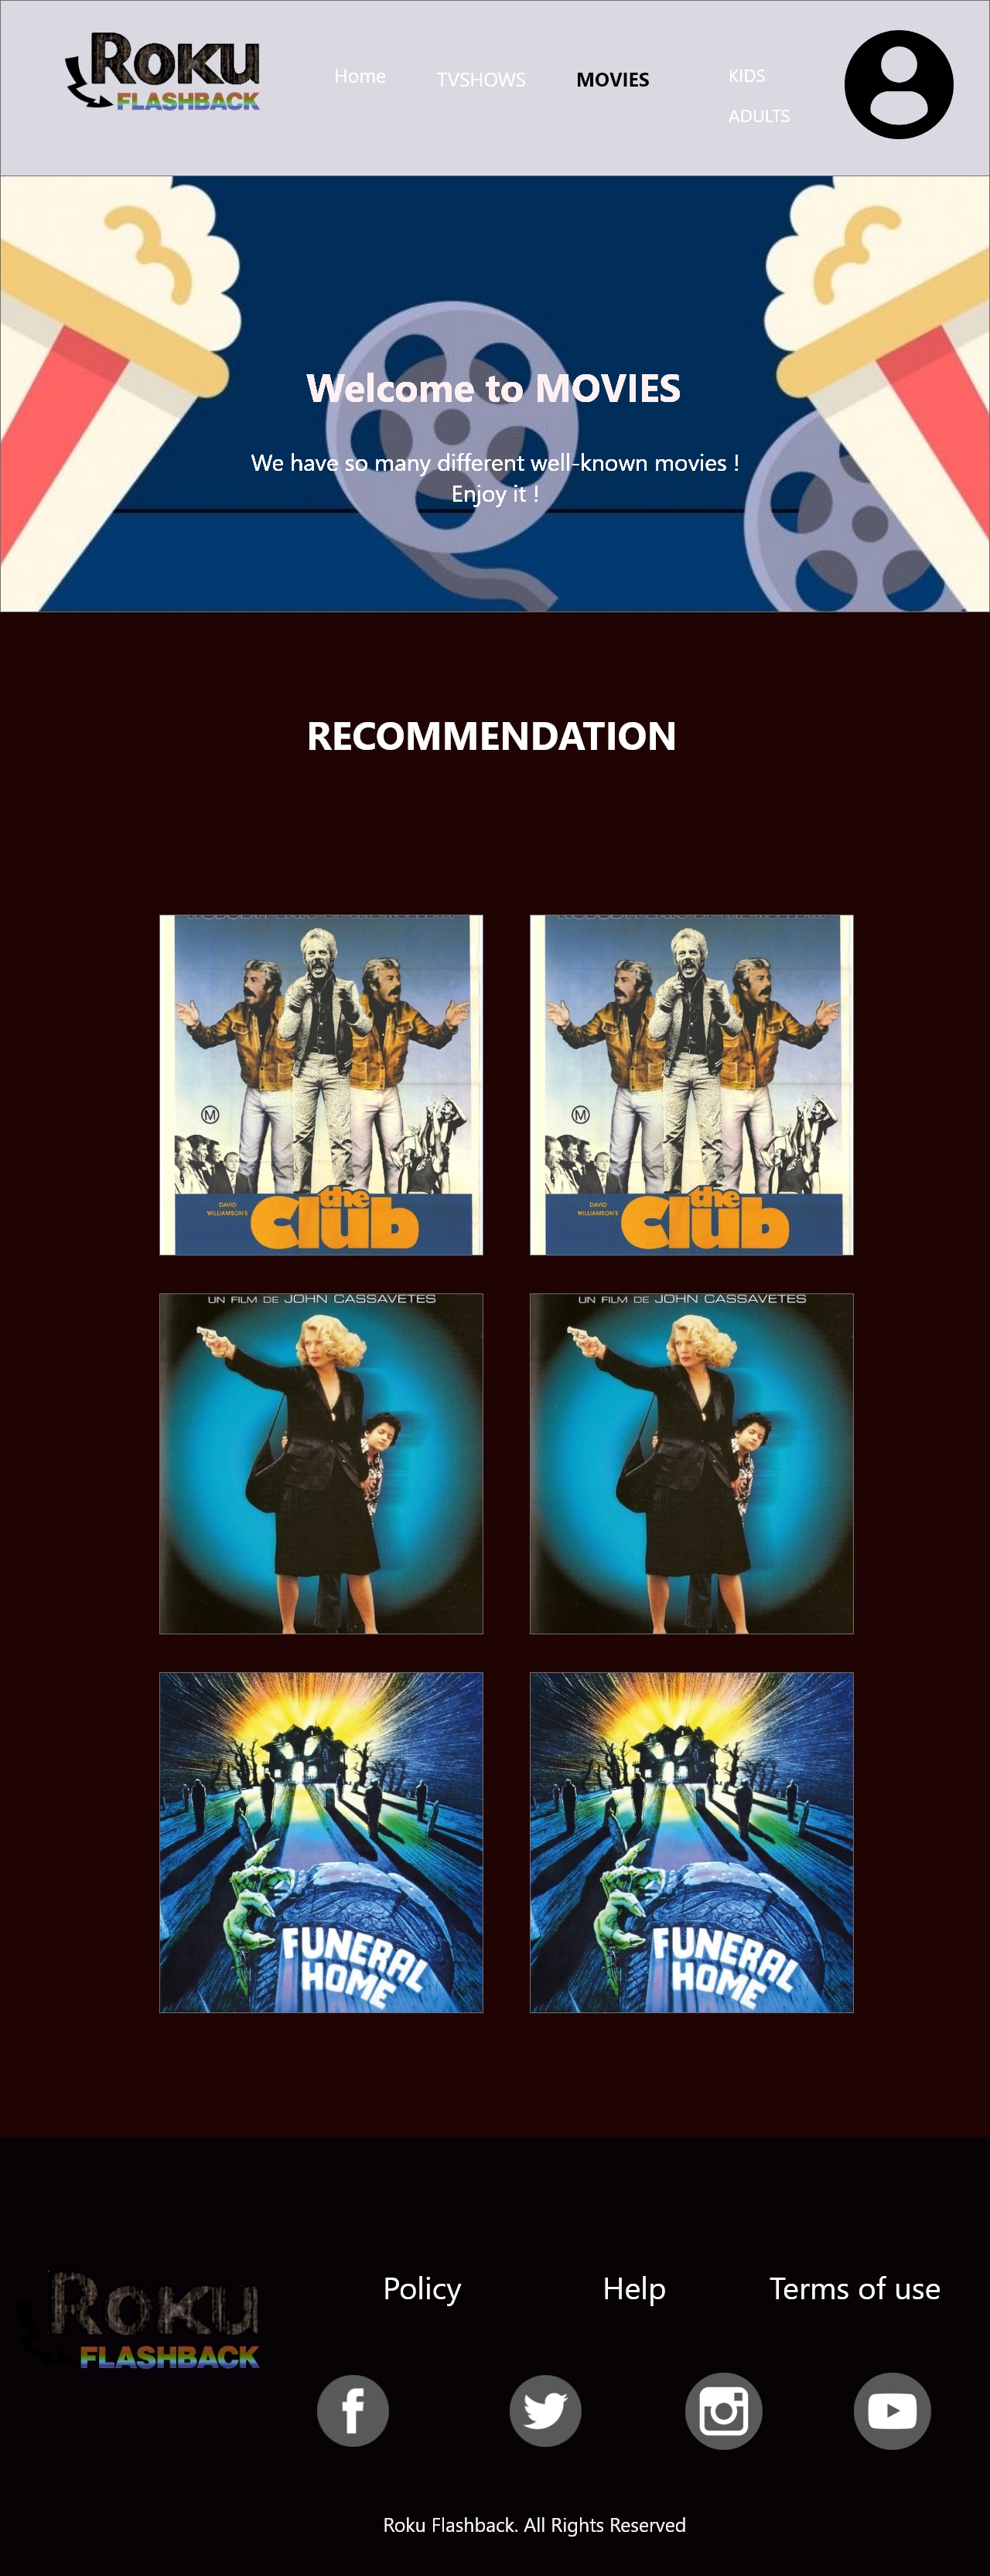 ROKU
FLASHBACK
Home
TVSHOWS
MOVIES
KIDS
ADULTS
Welcome to MOVIES
We have so many different well-known movies !
Enjoy it !
RECOMMENDATION
M
DAVID
WILLIAMSON'S
the
Club
M
DAVID
WILLIAMSON'S
the
Club
UN FILM DE JOHN CASSAVETES
UN FILM DE JOHN CASSAVETES
FUNERAL
HOME
FUNERAL
HOME
ROKU
FLASHBACK
Policy
Help
Terms of use
Roku Flashback. All Rights Reserved